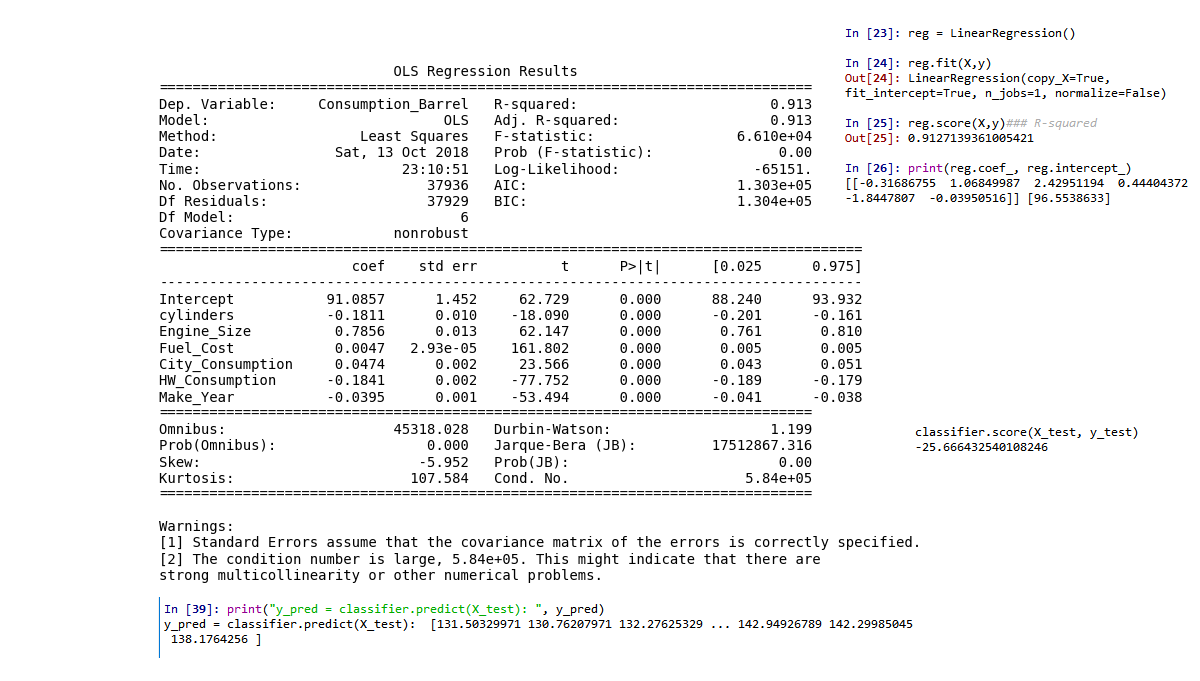 OLS Regression Results
==============================================================================
Dep. Variable: Consumption_Barrel R-squared: 0.913
Model: OLS Adj. R-squared: 0.913
Method: Least Squares F-statistic: 6.610e+04
Date: Sat, 13 Oct 2018 Prob (F-statistic): 0.00
Time: 23:10:51 Log-Likelihood: -65151.
No. Observations: 37936 AIC: 1.303e+05
Df Residuals: 37929 BIC: 1.304e+05
Df Model: 6
Covariance Type: nonrobust
====================================================================================
coef std err t P>|t| [0.025 0.975]
------------------------------------------------------------------------------------
Intercept 91.0857 1.452 62.729 0.000 88.240 93.932
cylinders -0.1811 0.010 -18.090 0.000 -0.201 -0.161
Engine_Size 0.7856 0.013 62.147 0.000 0.761 0.810
Fuel_Cost 0.0047 2.93e-05 161.802 0.000 0.005 0.005
City_Consumption 0.0474 0.002 23.566 0.000 0.043 0.051
HW_Consumption -0.1841 0.002 -77.752 0.000 -0.189 -0.179
Make_Year -0.0395 0.001 -53.494 0.000 -0.041 -0.038
==============================================================================
Omnibus: 45318.028 Durbin-Watson: 1.199
Prob(Omnibus): 0.000 Jarque-Bera (JB): 17512867.316
Skew: -5.952 Prob(JB): 0.00
Kurtosis: 107.584 Cond. No. 5.84e+05
==============================================================================
Warnings:
[1] Standard Errors assume that the covariance matrix of the errors is correctly specified.
[2] The condition number is large, 5.84e+05. This might indicate that there are
strong multicollinearity or other numerical problems.
In [39]: print("y_pred = classifier.predict(X_test): ", y_pred)
y_pred = classifier.predict(X_test): [131.50329971 130.76207971 132.27625329 ... 142.94926789 142.29985045
138.1764256 ]
In [23]: reg = LinearRegression()
In [24]: reg.fit(X,y)
Out[24]: LinearRegression(copy_X=True,
fit_intercept=True, n_jobs=1, normalize=False)
In [25]: reg.score(X,y)### R-squared
Out[25]: 0.9127139361005421
In [26]: print(reg.coef_, reg.intercept_)
[[-0.31686755 1.06849987 2.42951194 0.44404372
-1.8447807 -0.03950516]] [96.5538633]
classifier.score(X_test, y_test)
-25.666432540108246